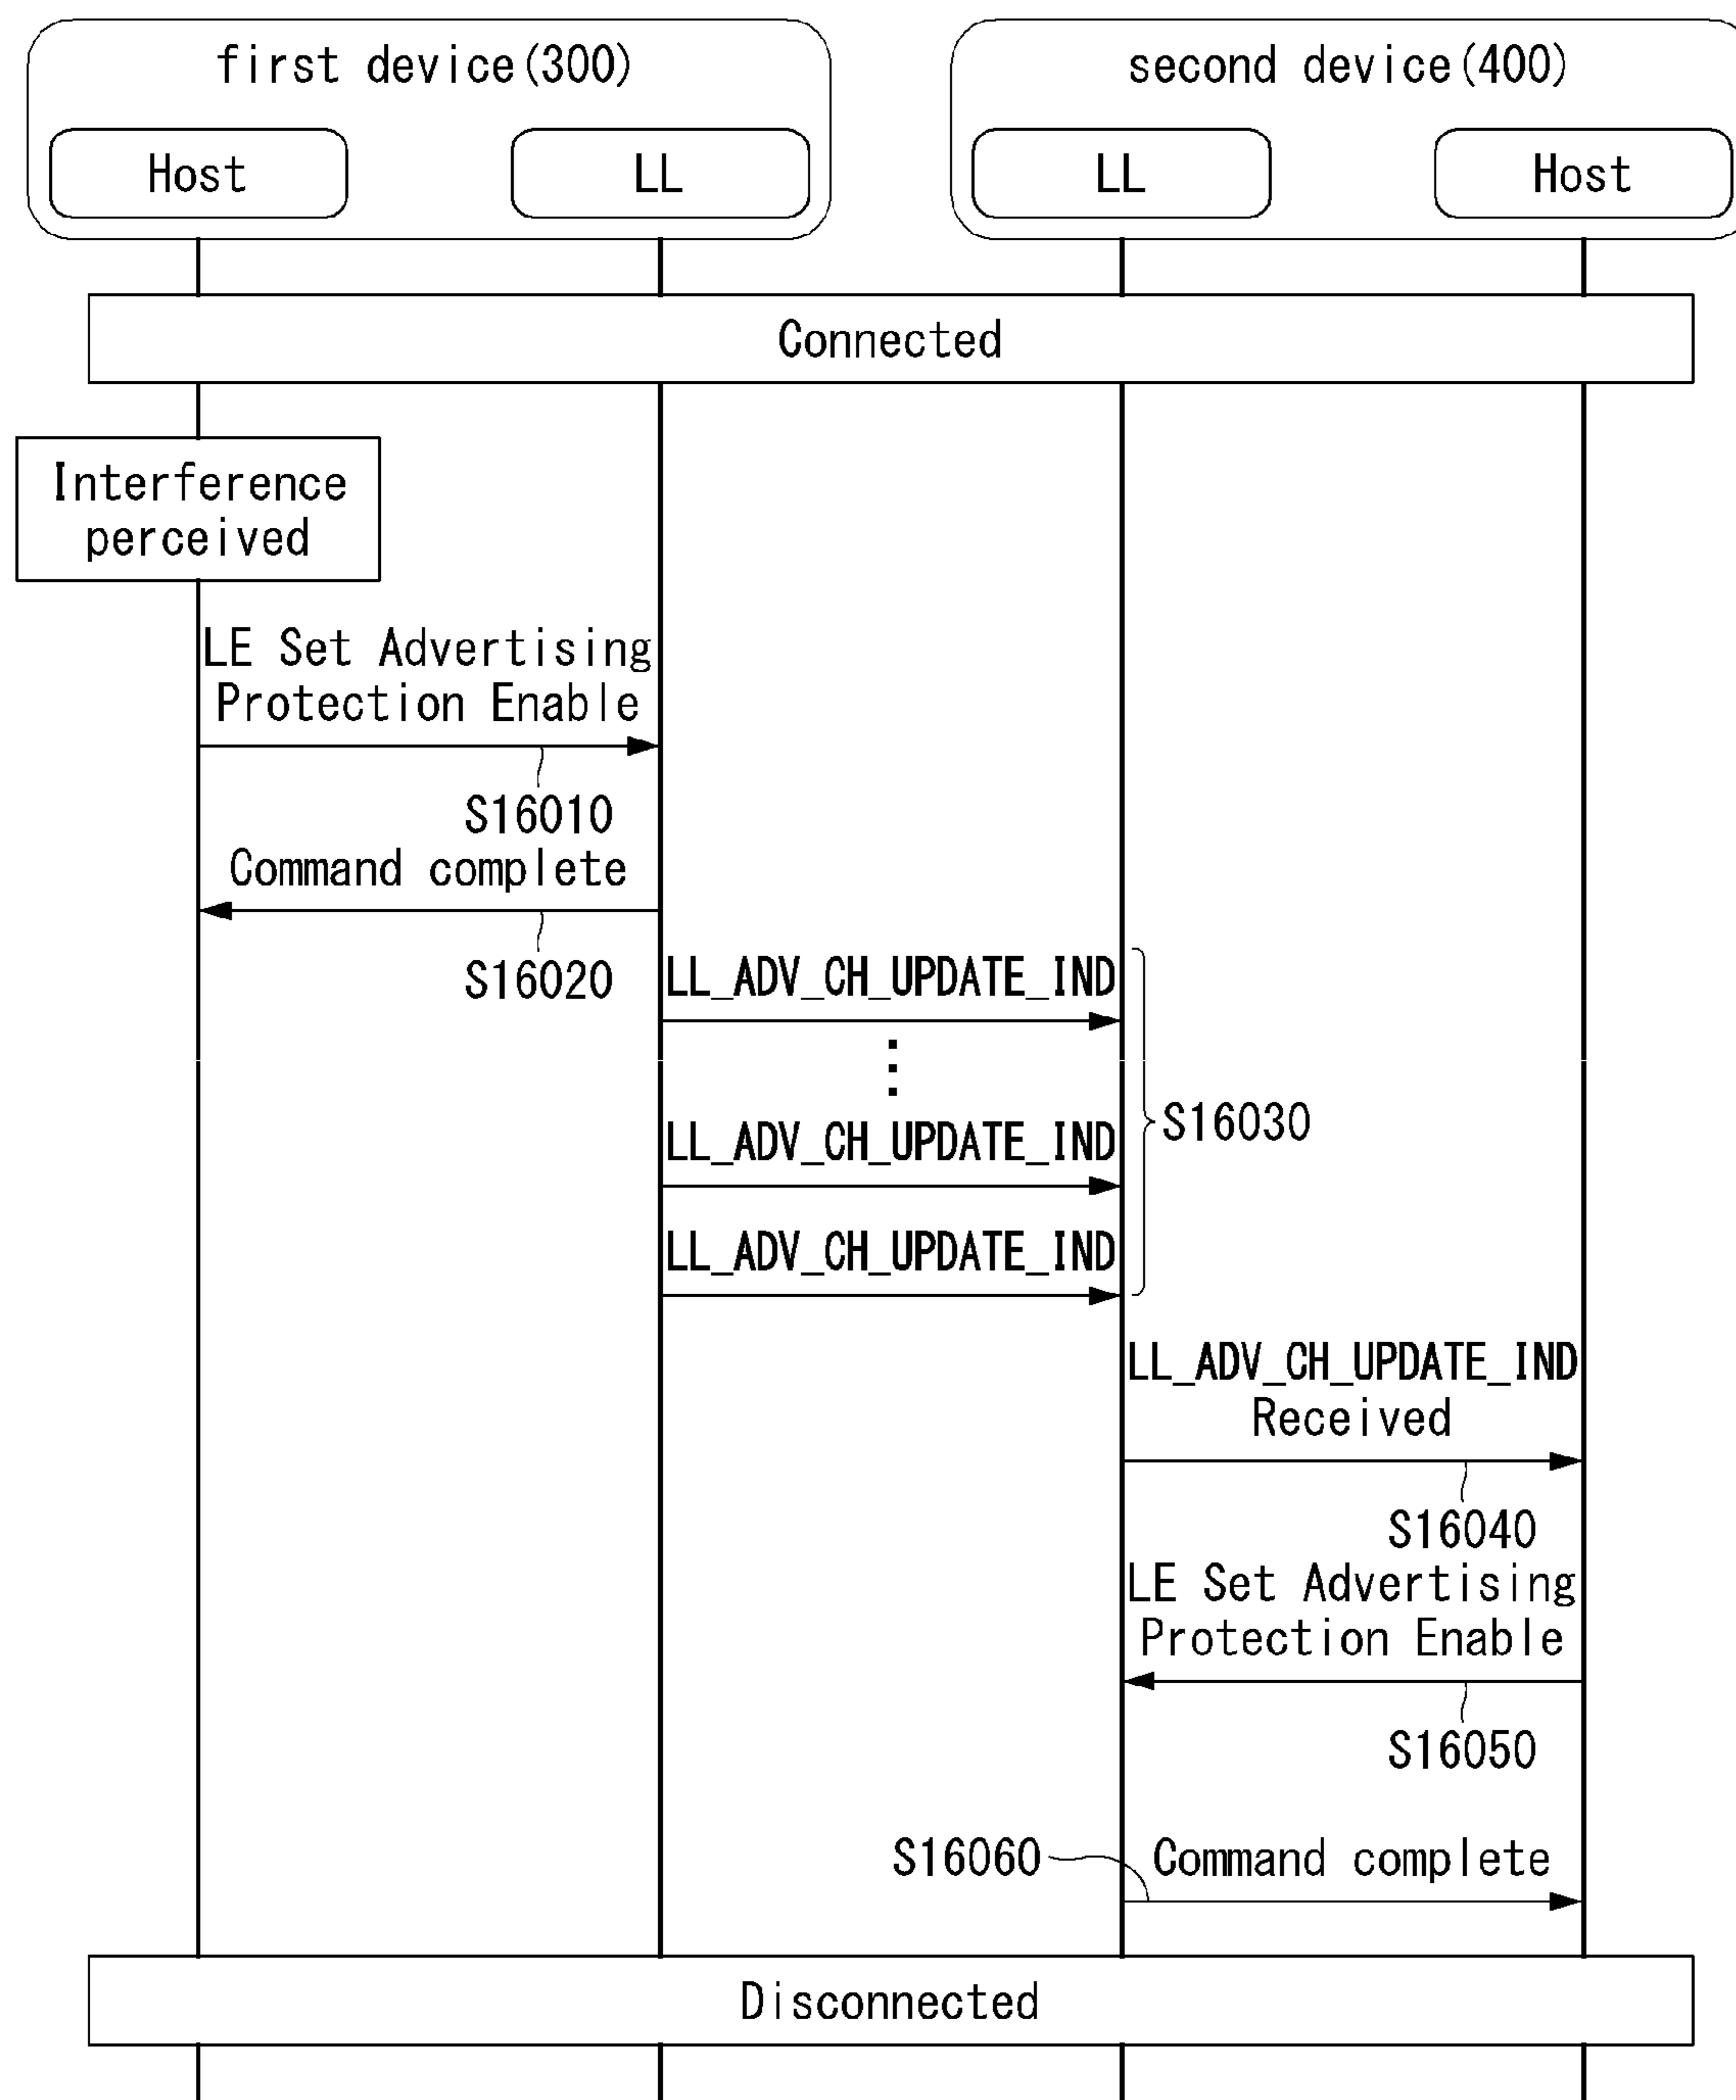 first device(300)
second device(400)
Host
LL
LL
Host
Connected
Interference
perceived
LE Set Advertising
Protection Enable
S16010
Command complete
S16020
LL_ADV_CH_UPDATE_IND
LL_ADV_CH_UPDATE_IND
S16030
LL_ADV_CH_UPDATE_IND
LL_ADV_CH_UPDATE_IND
Received
S16040
LE Set Advertising
Protection Enable
S16050
S16060
Command complete
Disconnected